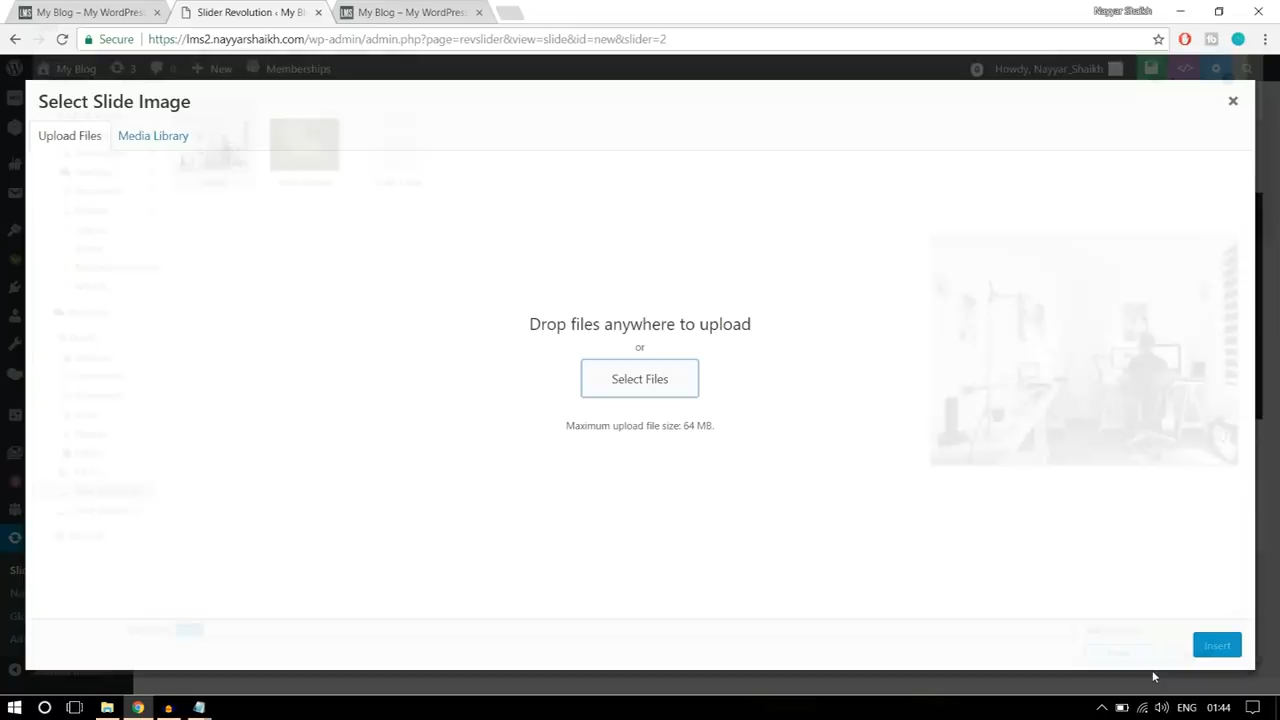 My Blog – My WordPress
Slider Revolution ‹ My Bl
My Blog – My WordPress
Nayyar Shaikh
Secure
https://lms2.nayyarshaikh.com/wp-admin/admin.php?page=revslider&view=slide&id=new&slider=2
My Blog
3
0
New
Memberships
Howdy, Nayyar_Shaikh
Select Slide Image
Upload Files
Media Library
Drop files anywhere to upload
or
Select Files
Maximum upload file size: 64 MB.
Insert
ENG
01:44